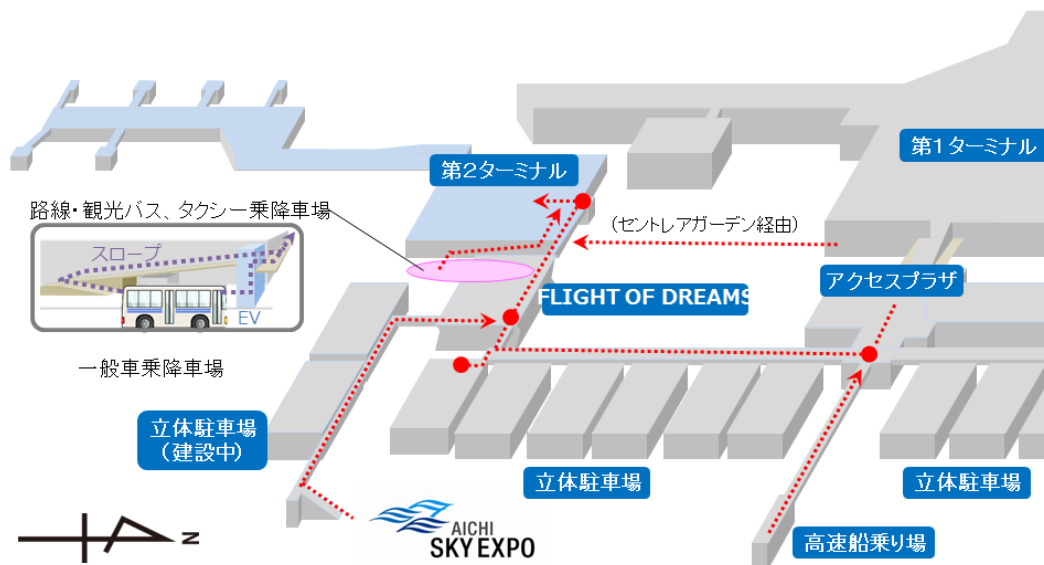 第1ターミナル
第2ターミナル
路線・観光バス、タクシー乗降車場
(セントレアガーデン経由)
スロープ
EV
アクセスプラザ
FLIGHT OF DREAMS
一般車乗降車場
立体駐車場
(建設中)
立体駐車場
立体駐車場
AICHI
SKY EXPO
高速船乗り場
N